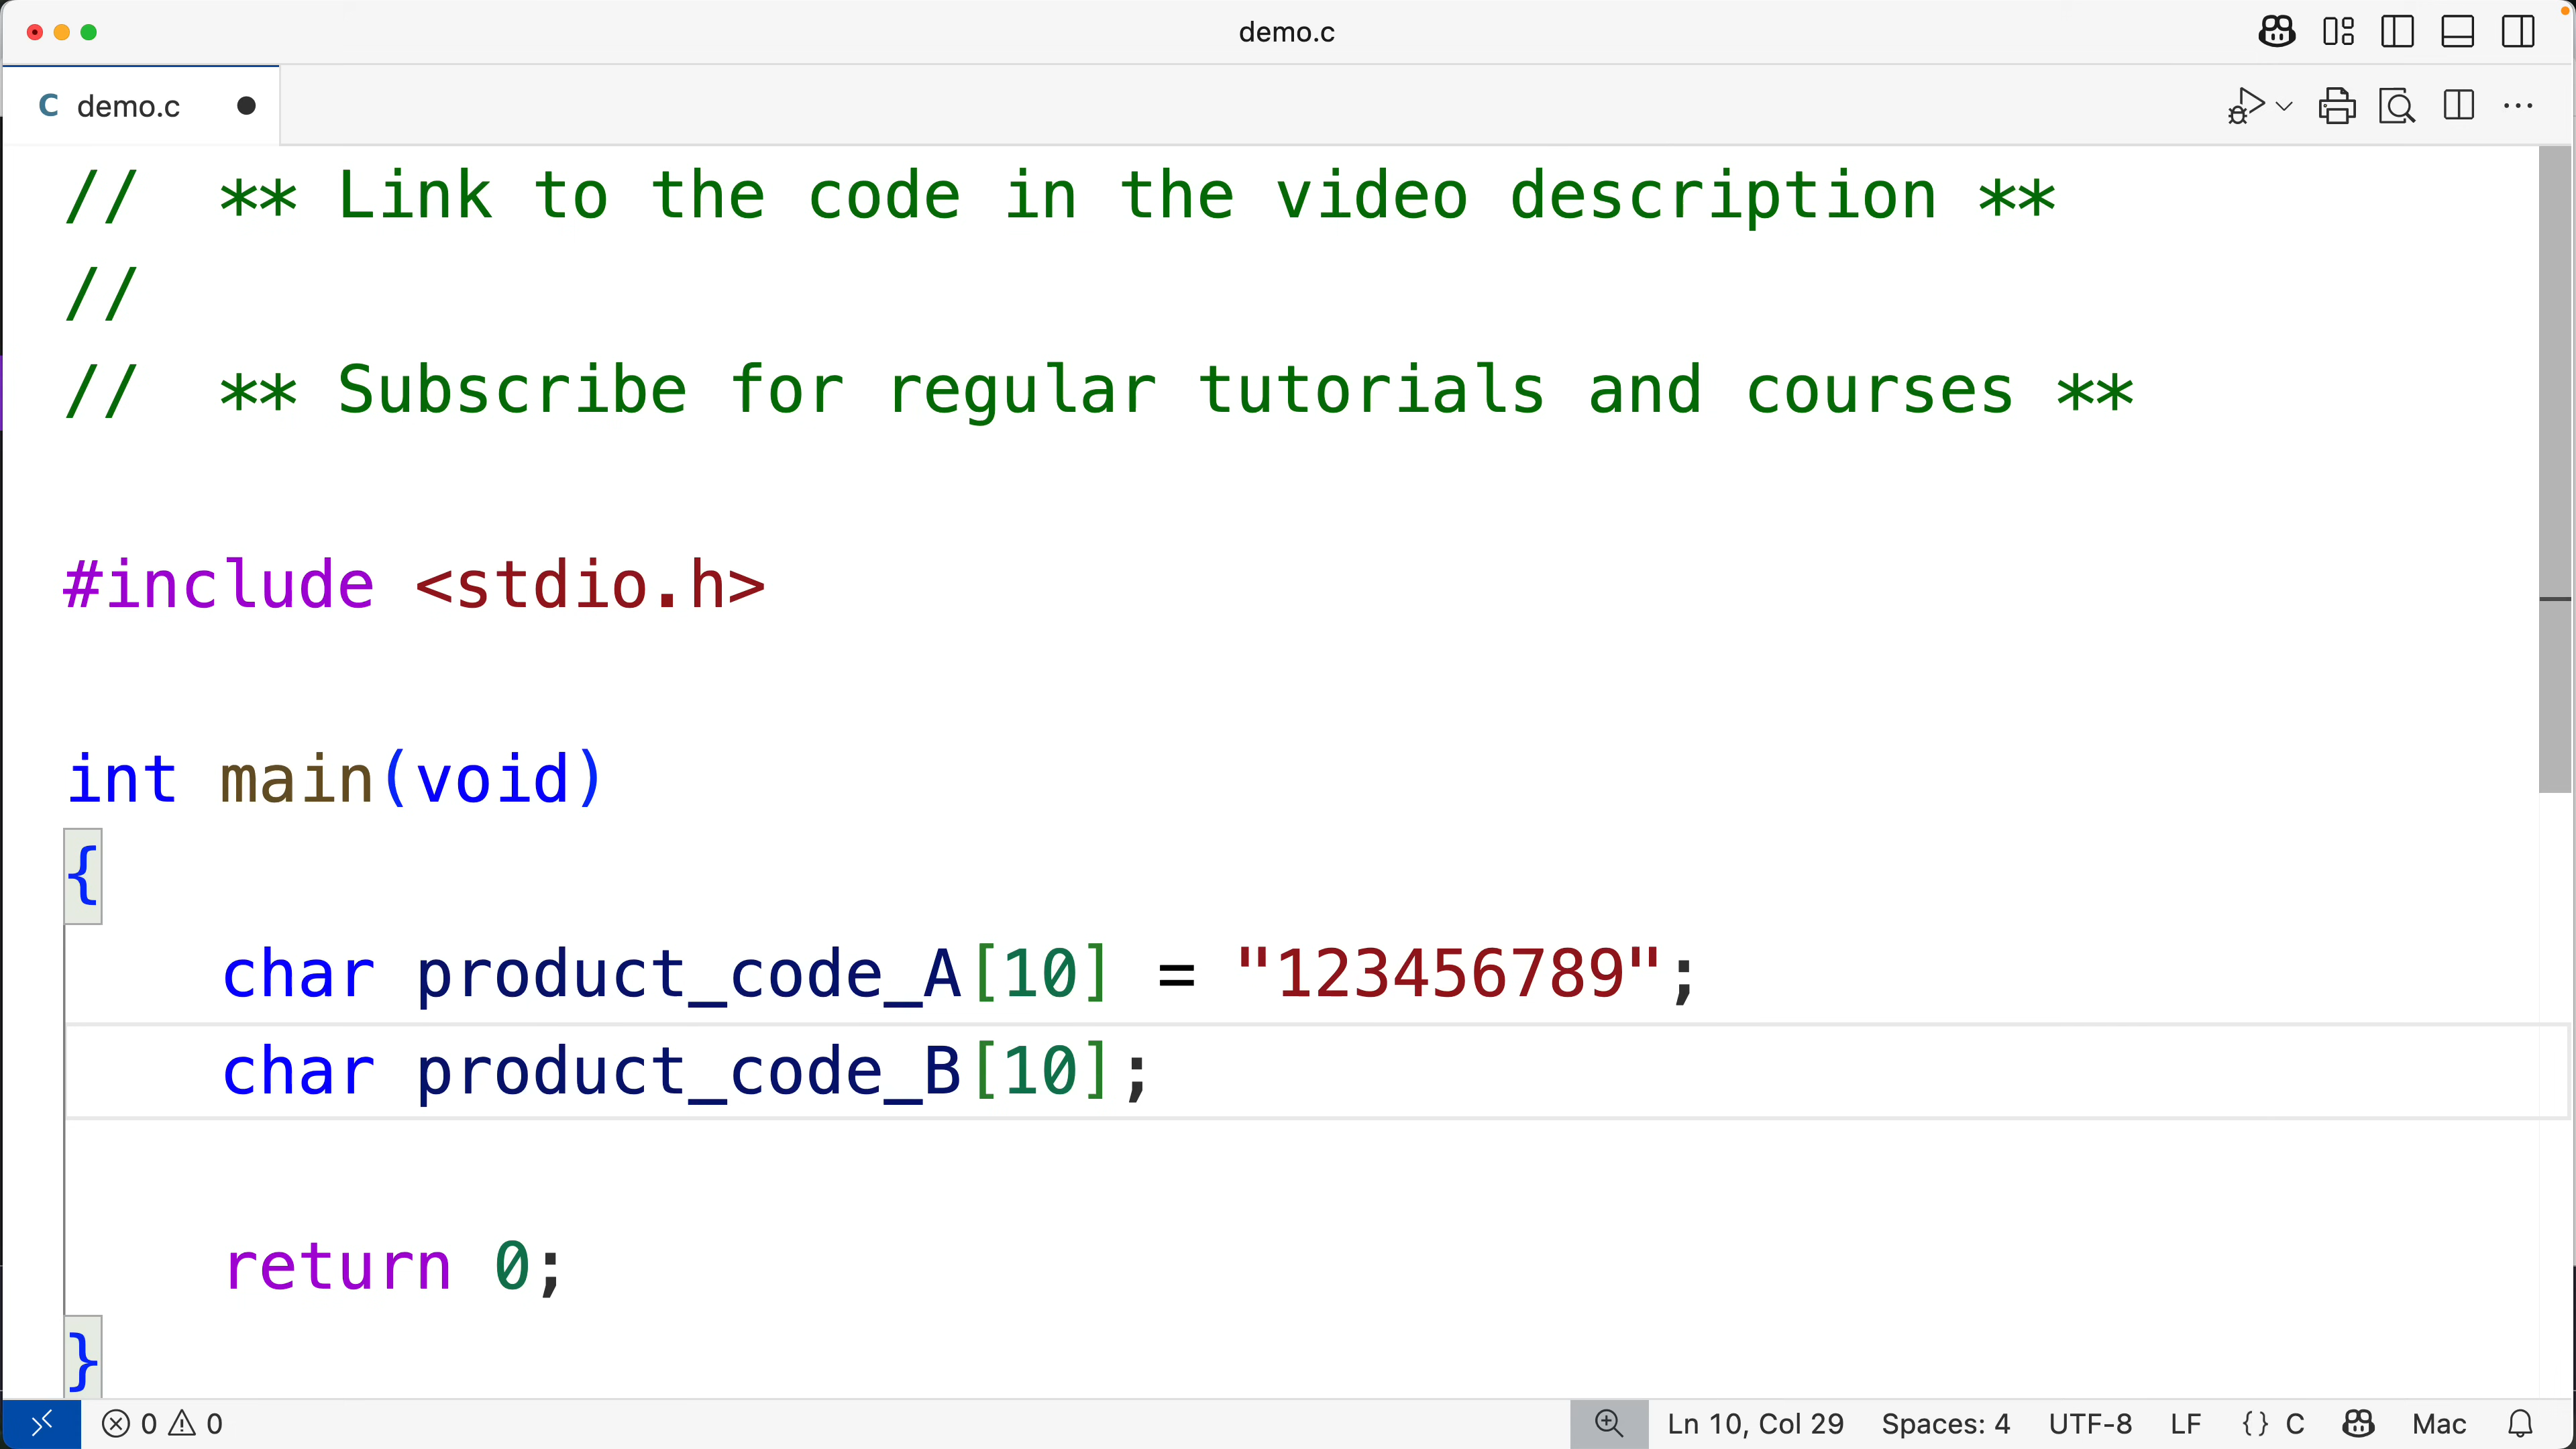 demo.c
C demo.c
// ** Link to the code in the video description **
//
// ** Subscribe for regular tutorials and courses **
#include <stdio.h>
int main(void)
{
    char product_code_A[10] = "123456789";
    char product_code_B[10];
    return 0;
}
0 0 Ln 10, Col 29 Spaces: 4 UTF-8 LF {} C Mac